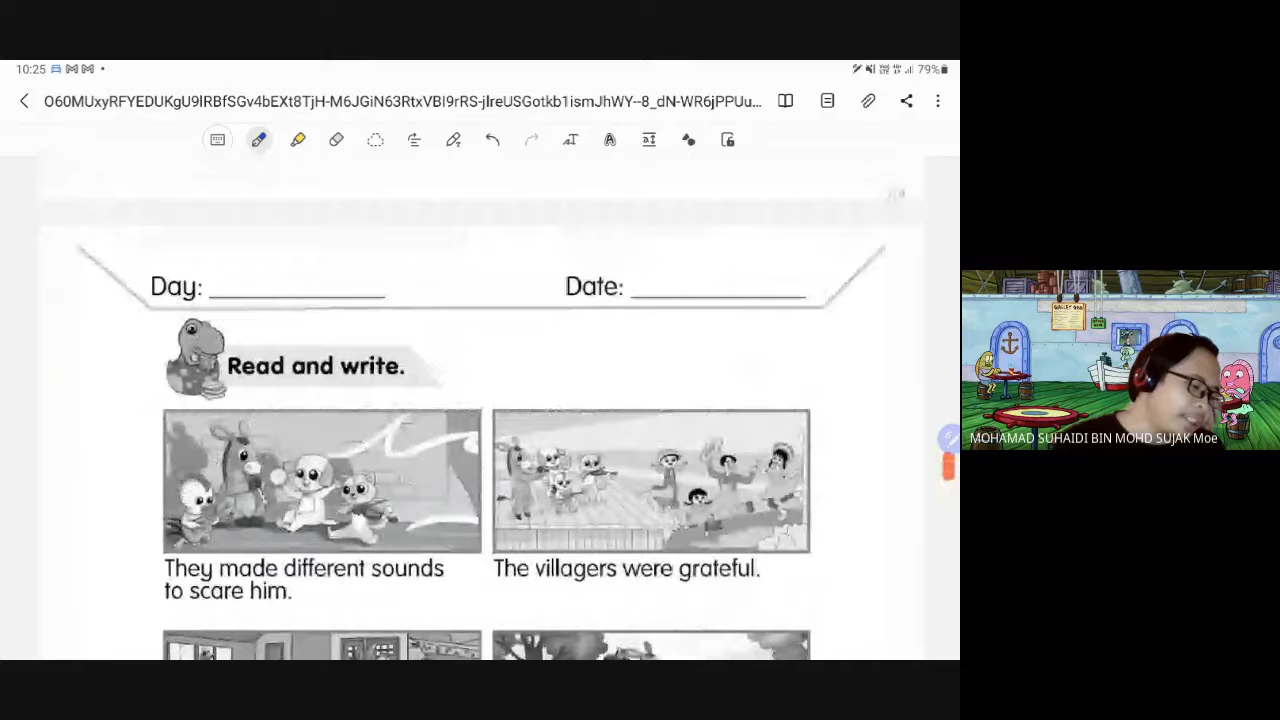 10:25 79%
O60MUxyRFYEDUKgU9lRBfSGv4bEXt8TjH-M6JGiN63RtxVBI9rRS-jlreUSGotkb1ismJhWY--8_dN-WR6jPPUu...
Day: Date:
Read and write.
They made different sounds
to scare him.
The villagers were grateful.
MOHAMAD SUHAIDI BIN MOHD SUJAK Moe